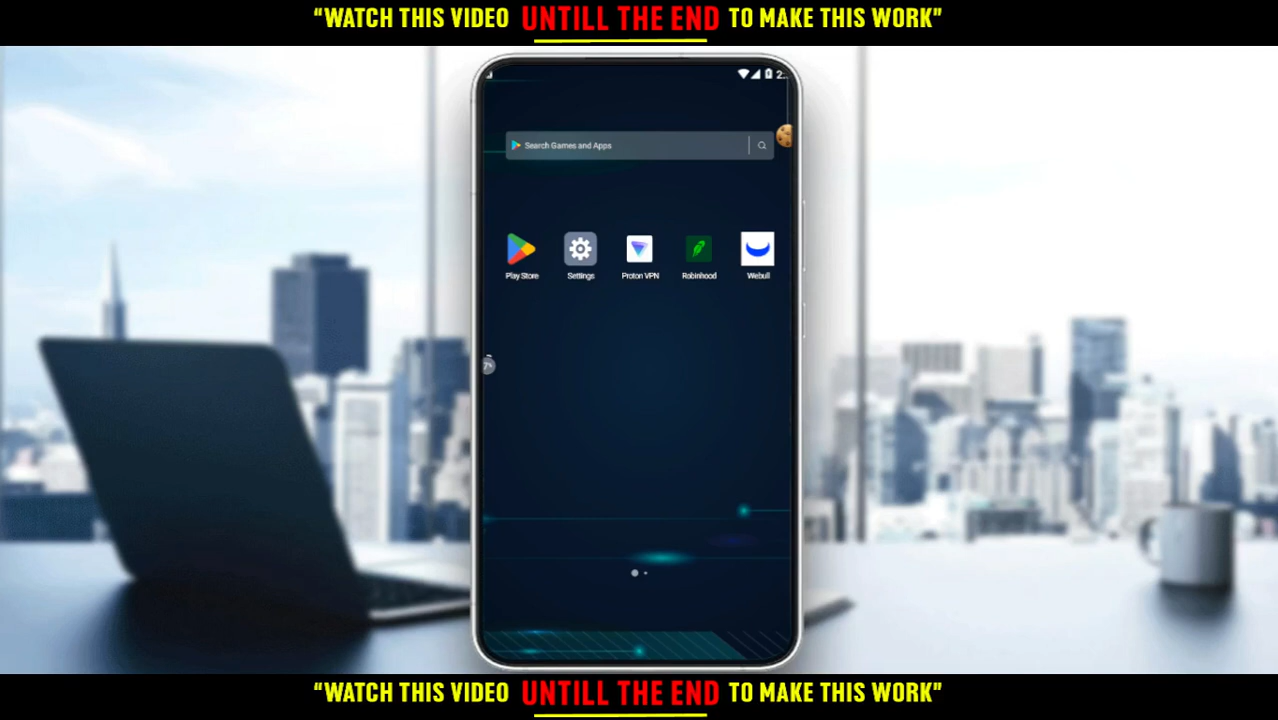 “WATCH THIS VIDEO UNTILL THE END TO MAKE THIS WORK”
2:
Search Games and Apps
Play Store Settings Proton VPN Robinhood Webull
“WATCH THIS VIDEO UNTILL THE END TO MAKE THIS WORK”